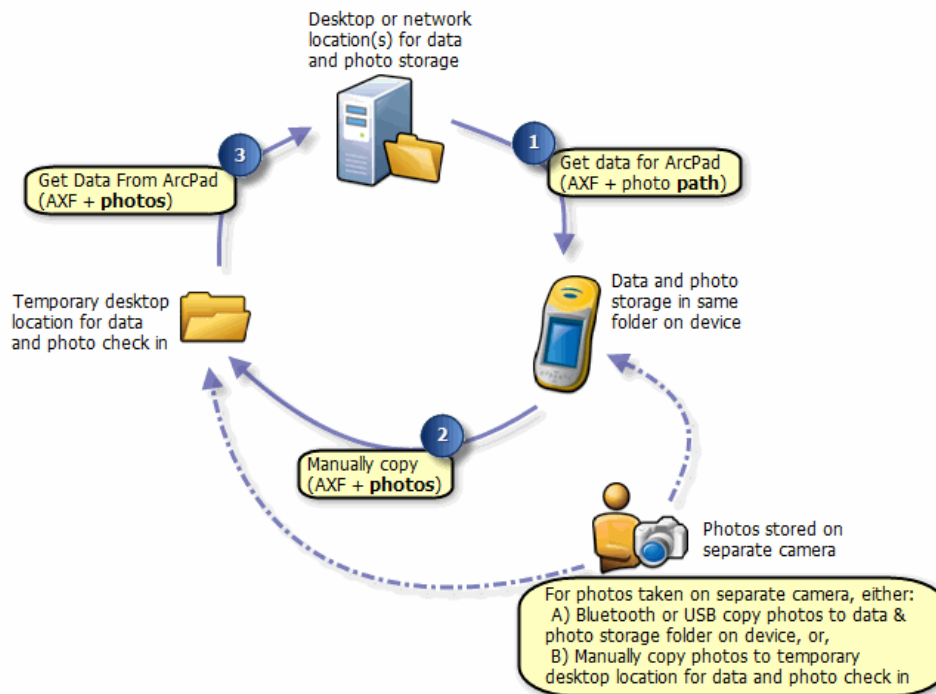 Desktop or network
location(s) for data
and photo storage
1
Get data for ArcPad
(AXF + photo path)
3
Get Data From ArcPad
(AXF + photos)
Data and photo
storage in same
folder on device
Temporary desktop
location for data
and photo check in
2
Manually copy
(AXF + photos)
Photos stored on
separate camera
For photos taken on separate camera, either:
A) Bluetooth or USB copy photos to data &
photo storage folder on device, or,
B) Manually copy photos to temporary
desktop location for data and photo check in